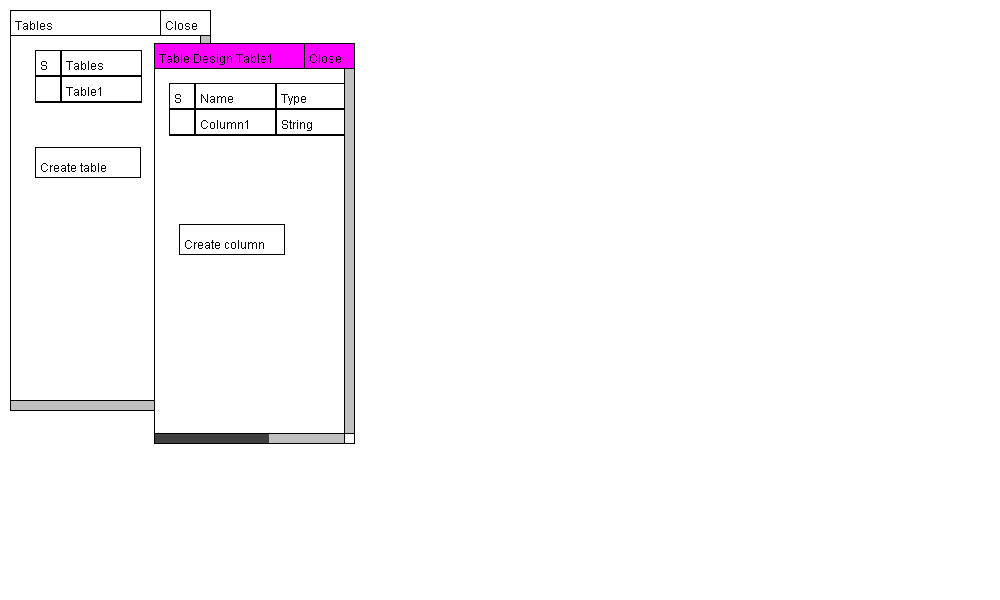 Tables Close
S Tables
Table1
Create table
Table Design Table1 Close
S Name Type
Column1 String
Create column